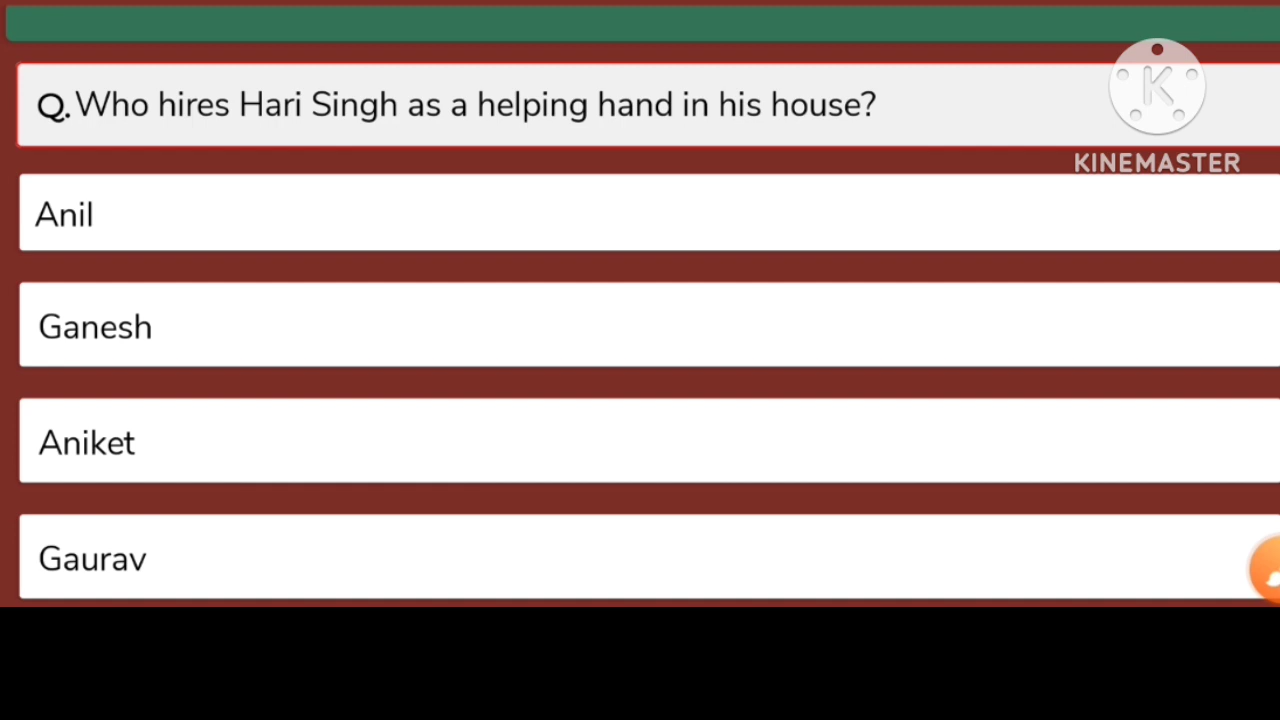 Q.Who hires Hari Singh as a helping hand in his house?
K
KINEMASTER
Anil
Ganesh
Aniket
Gaurav